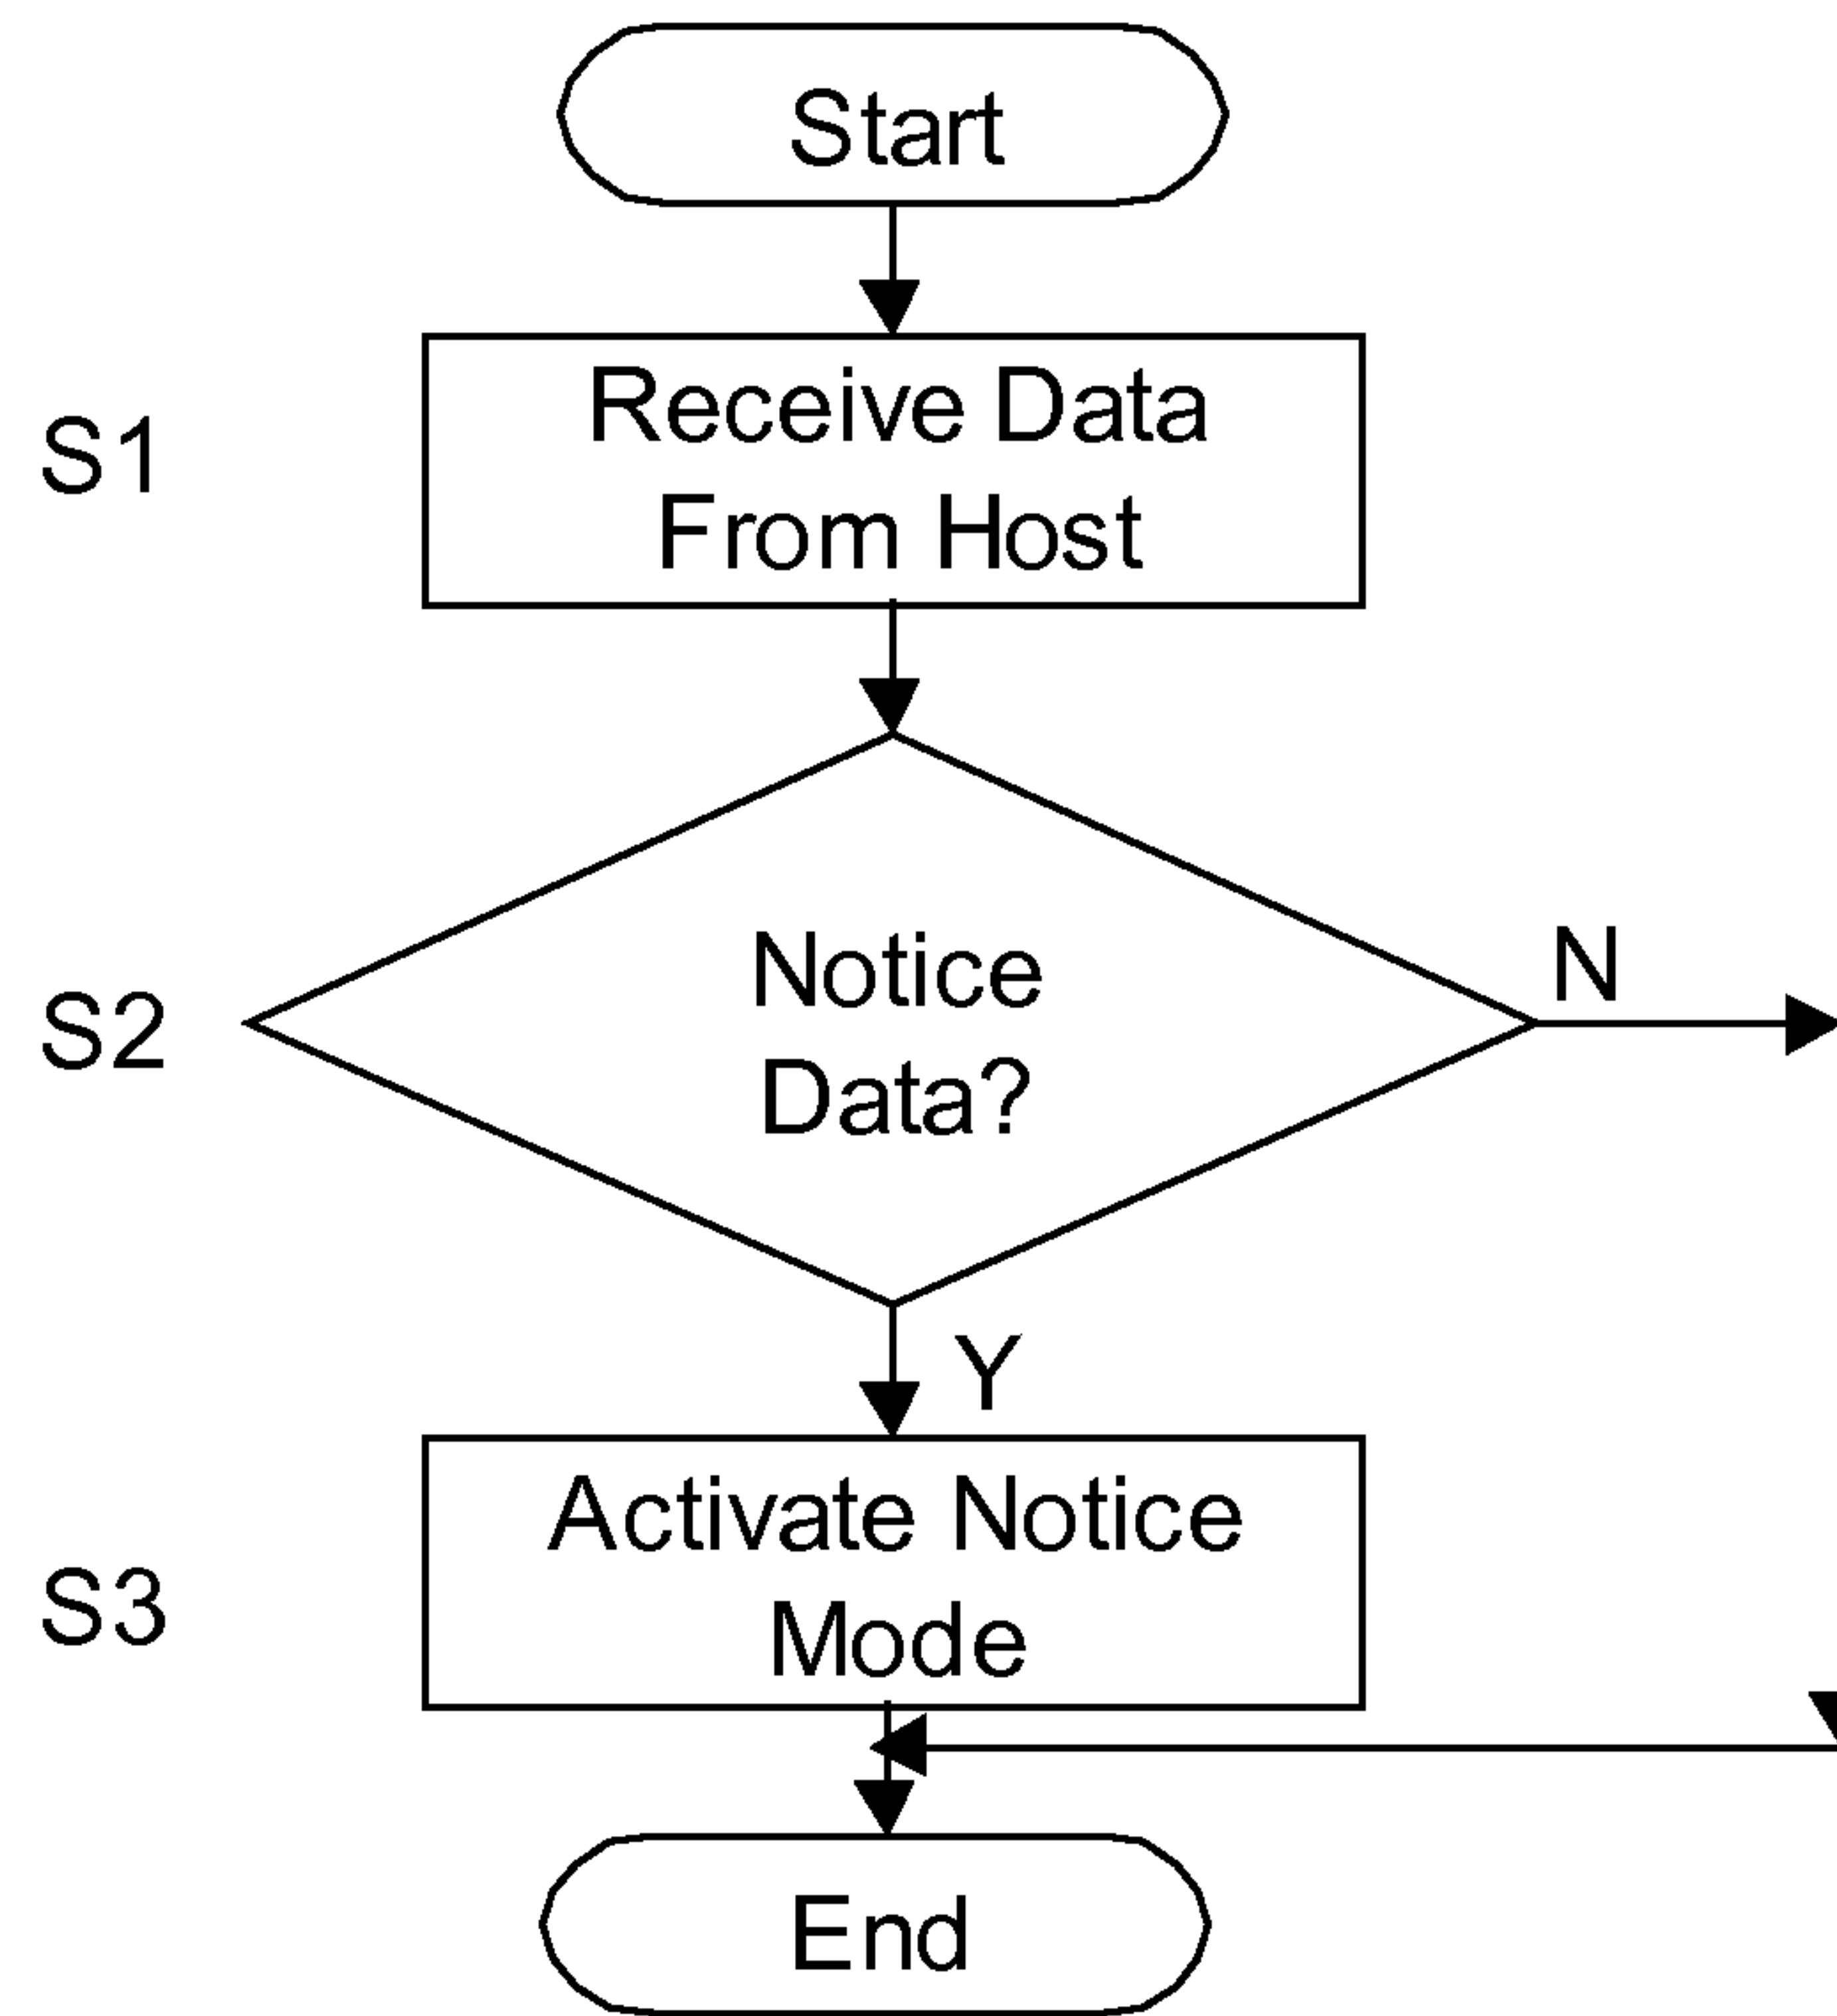 Start
S1
Receive Data
From Host
S2
Notice
Data?
N
Y
S3
Activate Notice
Mode
End